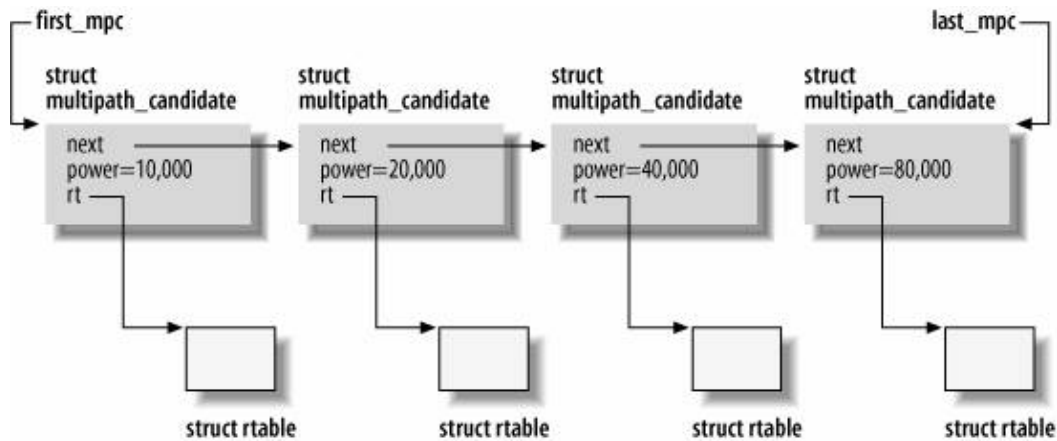 first_mpc
last_mpc
struct
multipath_candidate
next
power=10,000
rt
struct
multipath_candidate
next
power=20,000
rt
struct
multipath_candidate
next
power=40,000
rt
struct
multipath_candidate
next
power=80,000
rt
struct rtable
struct rtable
struct rtable
struct rtable